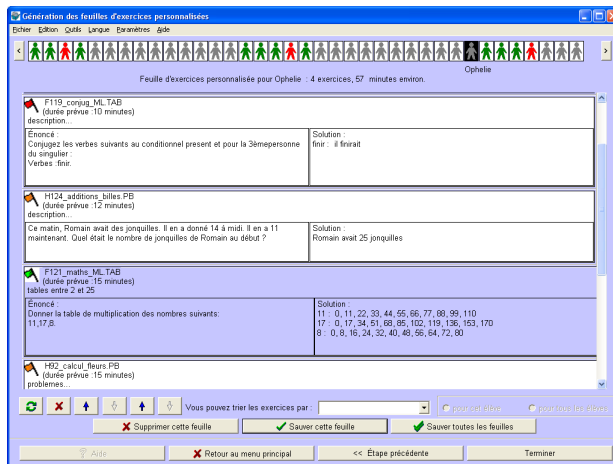 Génération des feuilles d'exercices personnalisées
Fichier Edition Outils Langue Paramètres Aide
< >
Ophelie
Feuille d'exercices personnalisée pour Ophelie : 4 exercices, 57 minutes environ.
F119_conjug_ML.TAB
(durée prévue :10 minutes)
description...
Énoncé :
Conjugez les verbes suivants au conditionnel present et pour la 3èmepersonne
du singulier :
Verbes :finir.
Solution :
finir : il finirait
H124_additions_billes.PB
(durée prévue :12 minutes)
description...
Ce matin, Romain avait des jonquilles. Il en a donné 14 à midi. Il en a 11
maintenant. Quel était le nombre de jonquilles de Romain au début ?
Solution :
Romain avait 25 jonquilles
F121_maths_ML.TAB
(durée prévue :15 minutes)
tables entre 2 et 25
Énoncé :
Donner la table de multiplication des nombres suivants:
11,17,8.
Solution :
11 : 0, 11, 22, 33, 44, 55, 66, 77, 88, 99, 110
17 : 0, 17, 34, 51, 68, 85, 102, 119, 136, 153, 170
8 : 0, 8, 16, 24, 32, 40, 48, 56, 64, 72, 80
H92_calcul_fleurs.PB
(durée prévue :15 minutes)
problemes...
Vous pouvez trier les exercices par :
pour cet élève pour tous les élèves
Supprimer cette feuille Sauver cette feuille Sauver toutes les feuilles
Aide Retour au menu principal << Étape précédente Terminer